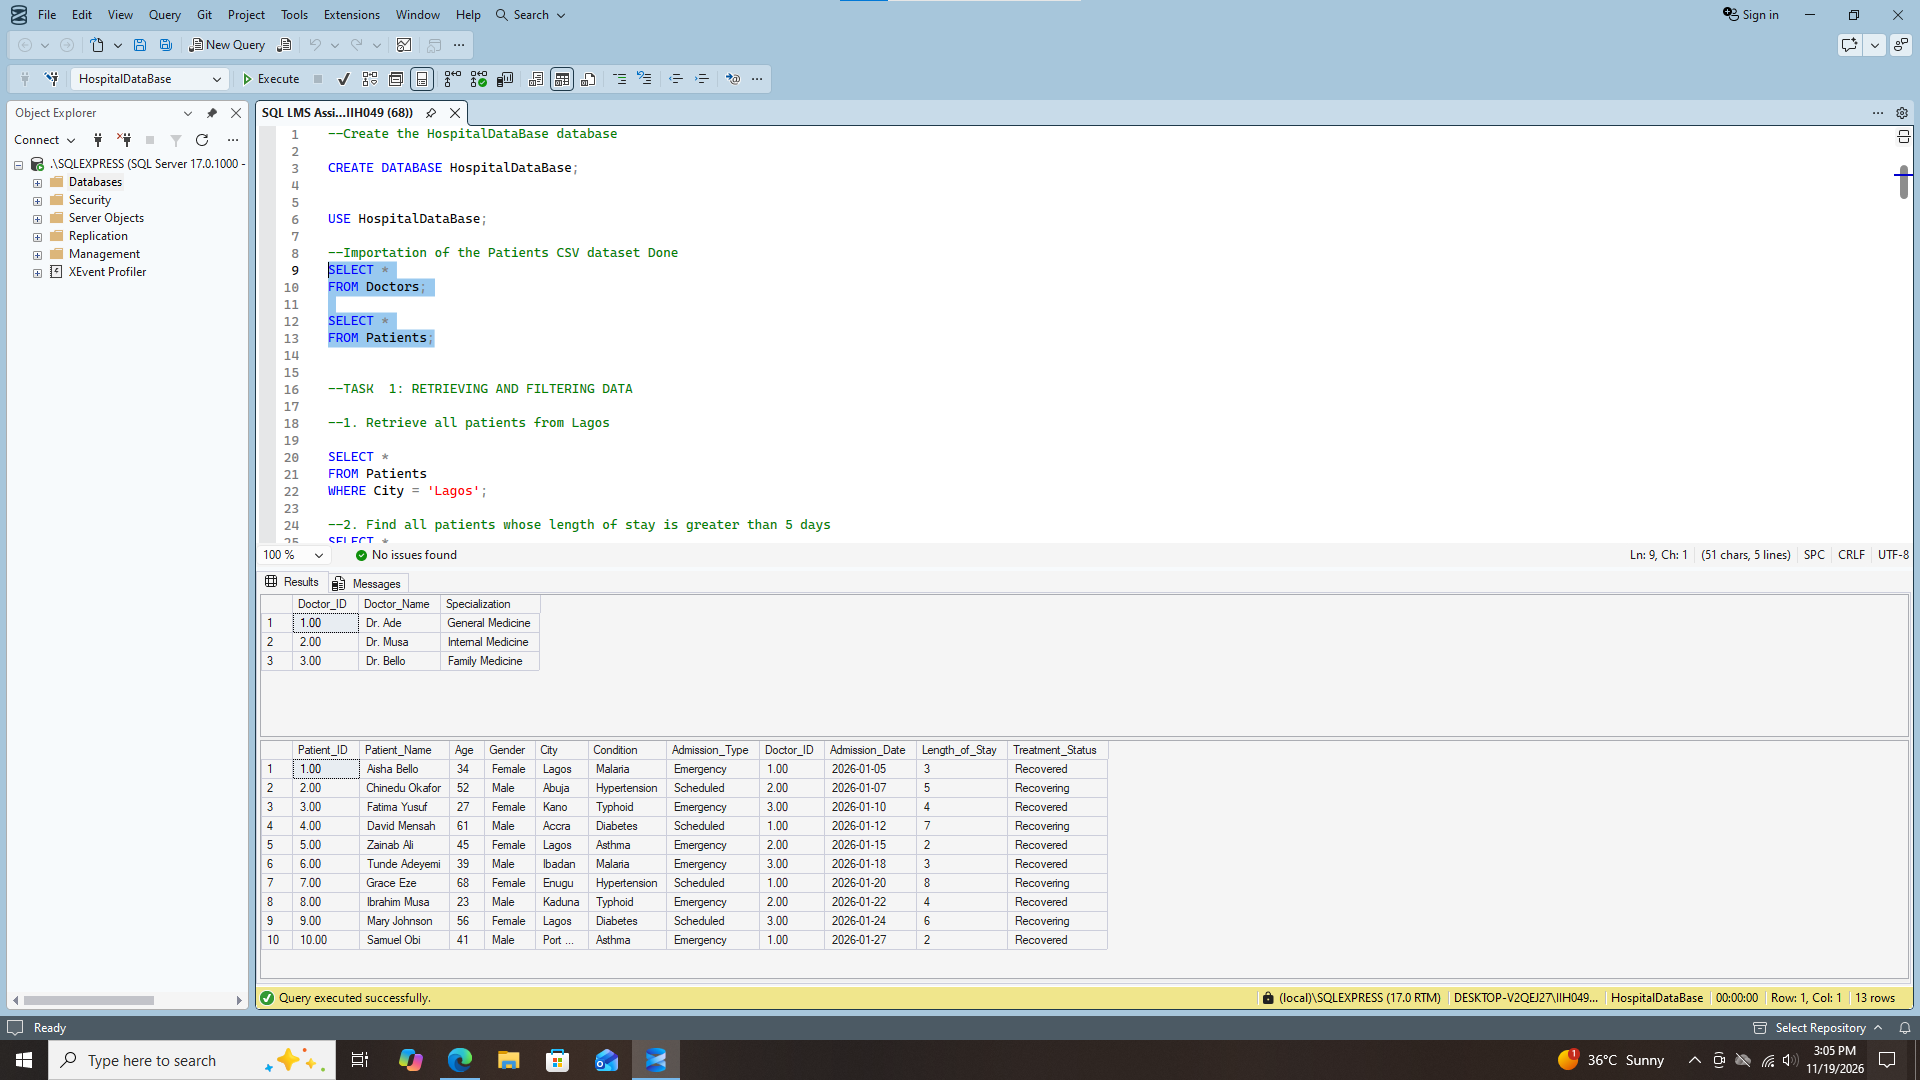 File Edit View Query Git Project Tools Extensions Window Help Search Sign in
New Query
HospitalDataBase Execute
Object Explorer
Connect
.\SQLEXPRESS (SQL Server 17.0.1000 -
Databases
Security
Server Objects
Replication
Management
XEvent Profiler
SQL LMS Assi...IIH049 (68))
1 --Create the HospitalDataBase database
2
3 CREATE DATABASE HospitalDataBase;
4
5
6 USE HospitalDataBase;
7
8 --Importation of the Patients CSV dataset Done
9 SELECT *
10 FROM Doctors;
11
12 SELECT *
13 FROM Patients;
14
15
16 --TASK  1: RETRIEVING AND FILTERING DATA
17
18 --1. Retrieve all patients from Lagos
19
20 SELECT *
21 FROM Patients
22 WHERE City = 'Lagos';
23
24 --2. Find all patients whose length of stay is greater than 5 days
25 SELECT *
100 % No issues found Ln: 9, Ch: 1 (51 chars, 5 lines) SPC CRLF UTF-8
Results Messages
Doctor_ID Doctor_Name Specialization
1 1.00 Dr. Ade General Medicine
2 2.00 Dr. Musa Internal Medicine
3 3.00 Dr. Bello Family Medicine
Patient_ID Patient_Name Age Gender City Condition Admission_Type Doctor_ID Admission_Date Length_of_Stay Treatment_Status
1 1.00 Aisha Bello 34 Female Lagos Malaria Emergency 1.00 2026-01-05 3 Recovered
2 2.00 Chinedu Okafor 52 Male Abuja Hypertension Scheduled 2.00 2026-01-07 5 Recovering
3 3.00 Fatima Yusuf 27 Female Kano Typhoid Emergency 3.00 2026-01-10 4 Recovered
4 4.00 David Mensah 61 Male Accra Diabetes Scheduled 1.00 2026-01-12 7 Recovering
5 5.00 Zainab Ali 45 Female Lagos Asthma Emergency 2.00 2026-01-15 2 Recovered
6 6.00 Tunde Adeyemi 39 Male Ibadan Malaria Emergency 3.00 2026-01-18 3 Recovered
7 7.00 Grace Eze 68 Female Enugu Hypertension Scheduled 1.00 2026-01-20 8 Recovering
8 8.00 Ibrahim Musa 23 Male Kaduna Typhoid Emergency 2.00 2026-01-22 4 Recovered
9 9.00 Mary Johnson 56 Female Lagos Diabetes Scheduled 3.00 2026-01-24 6 Recovering
10 10.00 Samuel Obi 41 Male Port ... Asthma Emergency 1.00 2026-01-27 2 Recovered
Query executed successfully. (local)\SQLEXPRESS (17.0 RTM) DESKTOP-V2QEJ27\IIH049... HospitalDataBase 00:00:00 Row: 1, Col: 1 13 rows
Ready Select Repository
Type here to search 1 36°C Sunny 3:05 PM
11/19/2026